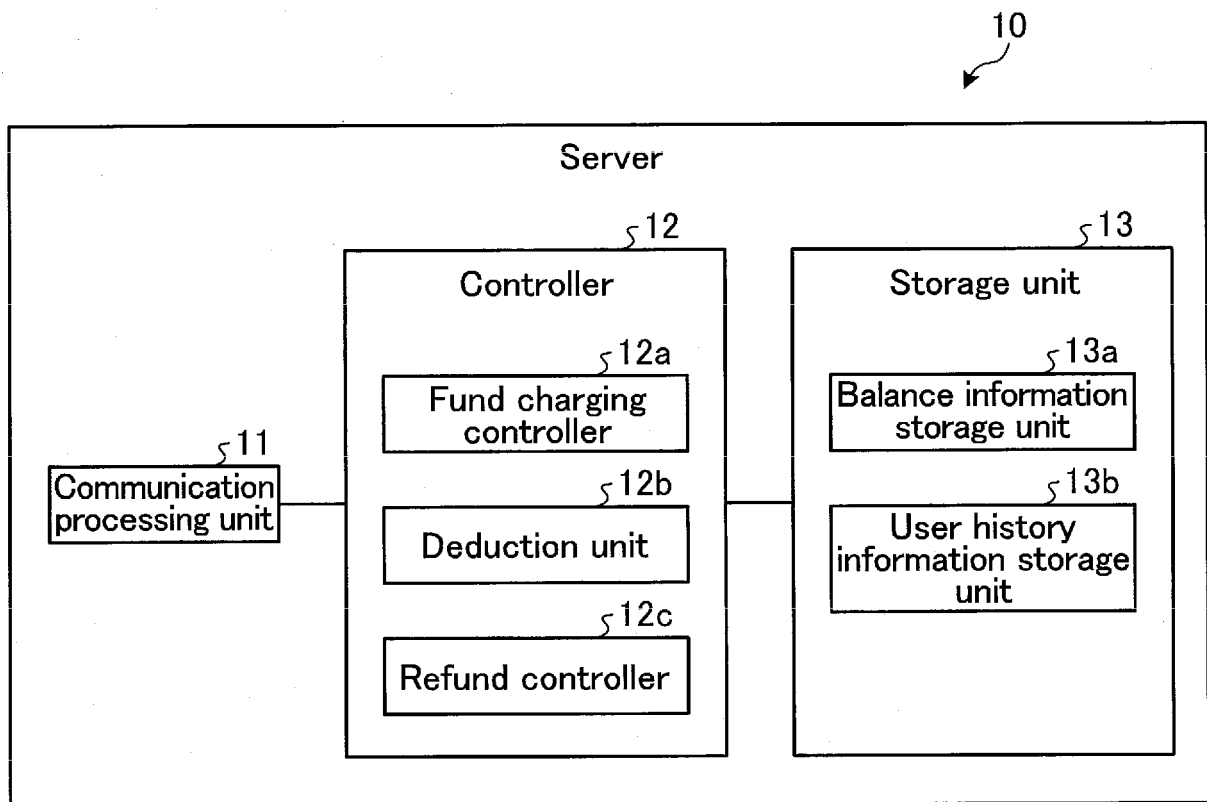 10
Server
12
Controller
12a
Fund charging
controller
12b
Deduction unit
12c
Refund controller
11
Communication
processing unit
13
Storage unit
13a
Balance information
storage unit
13b
User history
information storage
unit